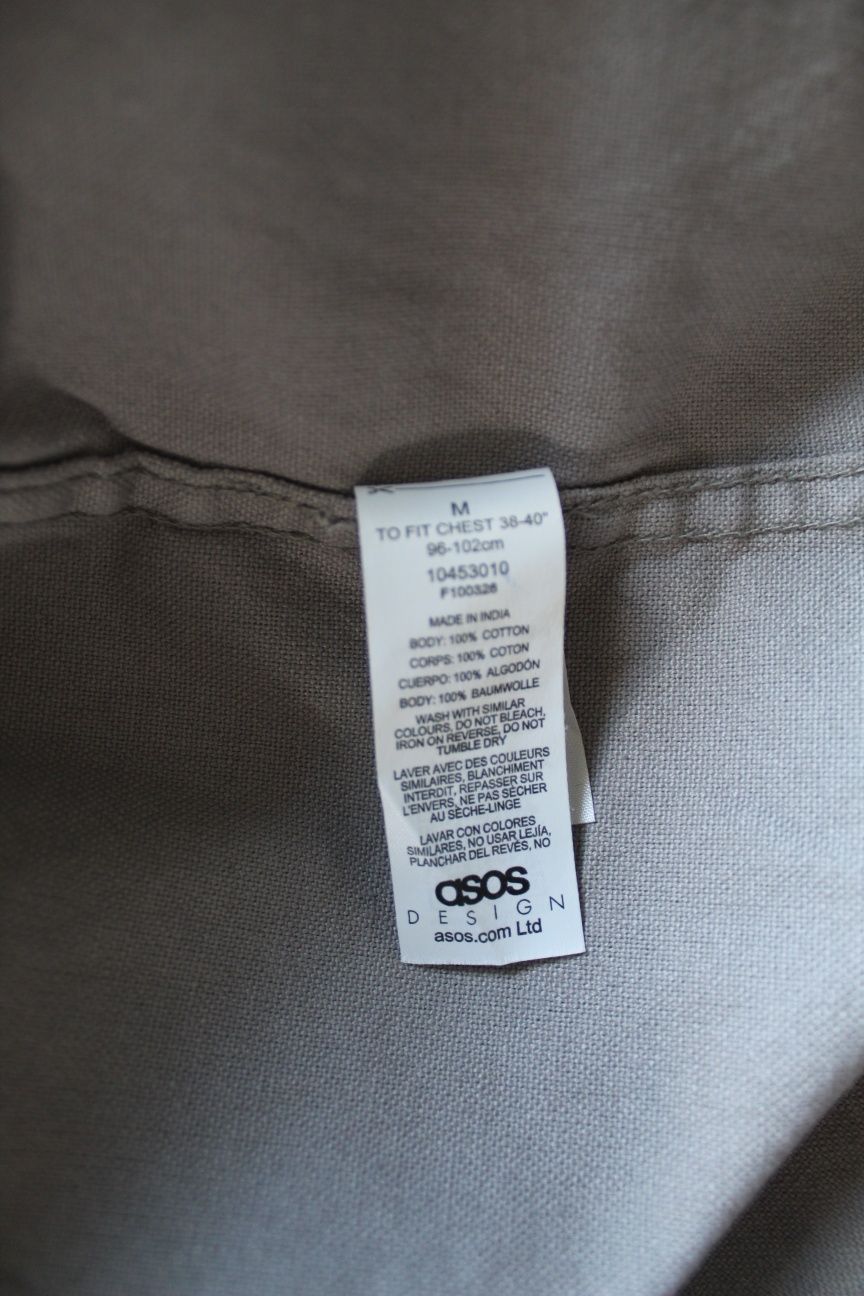 M
TO FIT CHEST 38-40"
96-102cm
10453010
F100326
MADE IN INDIA
BODY: 100% COTTON
CORPS: 100% COTON
CUERPO: 100% ALGODÓN
BODY: 100% BAUMWOLLE
WASH WITH SIMILAR
COLOURS, DO NOT BLEACH,
IRON ON REVERSE, DO NOT
TUMBLE DRY
LAVER AVEC DES COULEURS
SIMILAIRES, BLANCHIMENT
INTERDIT, REPASSER SUR
L'ENVERS, NE PAS SÈCHER
AU SÈCHE-LINGE
LAVAR CON COLORES
SIMILARES, NO USAR LEJÍA,
PLANCHAR DEL REVÉS, NO
asos
DESIGN
asos.com Ltd